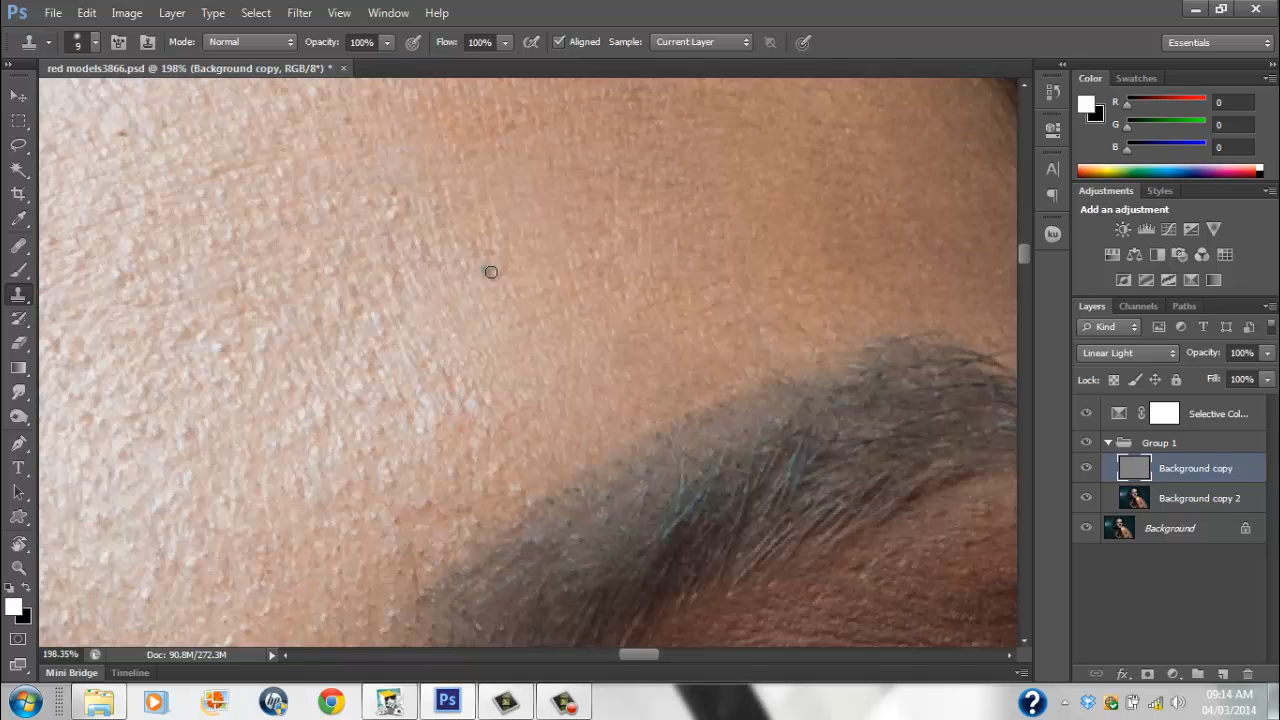 Ps File Edit Image Layer Type Select Filter View Window Help
9 Mode: Normal Opacity: 100% Flow: 100% Aligned Sample: Current Layer Essentials
red models3866.psd @ 198% (Background copy, RGB/8*) *
Color Swatches
R 0
G 0
B 0
Adjustments Styles
Add an adjustment
ku
Layers Channels Paths
Kind
Linear Light Opacity: 100%
Lock: Fill: 100%
Selective Col...
Group 1
Background copy
Background copy 2
Background
198.35% Doc: 90.8M/272.3M
Mini Bridge Timeline
Ps
hp
09:14 AM
04/03/2014